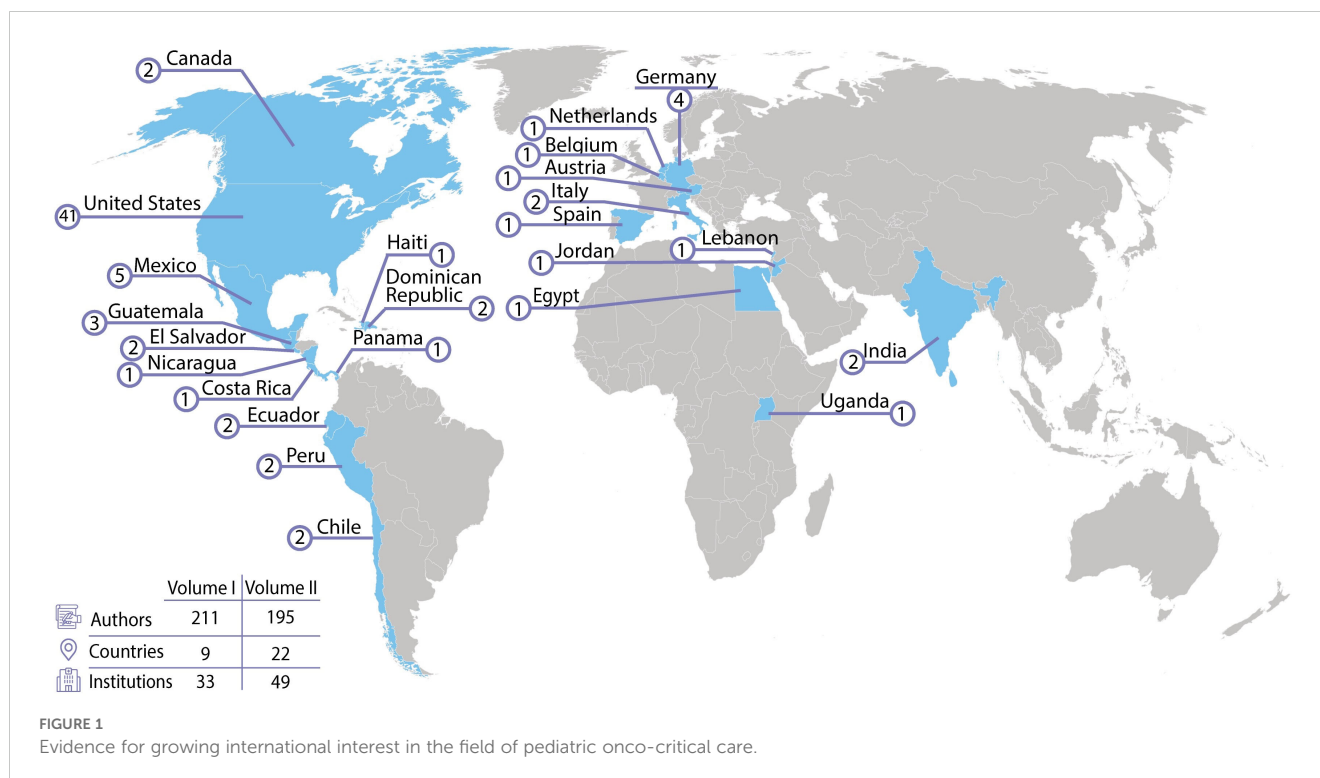 Canada
2
Germany
4
Netherlands
1
Belgium
1
Austria
1
Italy
2
Spain
1
United States
41
Lebanon
1
Jordan
1
Egypt
1
Haiti
1
Dominican
Republic
2
Mexico
5
Guatemala
3
El Salvador
2
Nicaragua
1
Costa Rica
1
Panama
1
India
2
Uganda
1
Ecuador
2
Peru
2
Chile
2
Volume I Volume II
Authors 211 195
Countries 9 22
Institutions 33 49
FIGURE 1
Evidence for growing international interest in the field of pediatric onco-critical care.